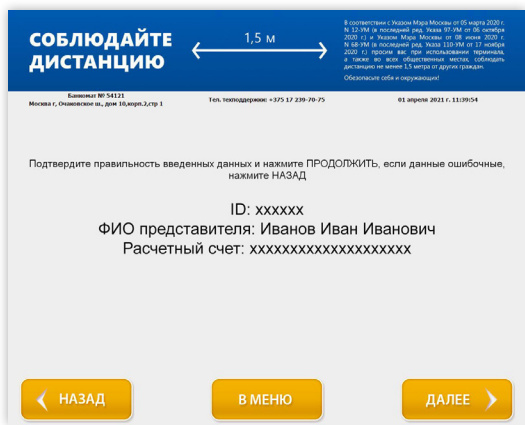 СОБЛЮДАЙТЕ
ДИСТАНЦИЮ
1,5 м
В соответствии с Указом Мэра Москвы от 05 марта 2020 г.
N 12-УМ (в последней ред. Указа 97-УМ от 06 октября
2020 г.) и Указом Мэра Москвы от 08 июня 2020 г.
N 68-УМ (в последней ред. Указа 110-УМ от 17 ноября
2020 г.) просим вас при использовании терминала,
а также во всех общественных местах, соблюдать
дистанцию не менее 1,5 метра от других граждан.
Обезопасьте себя и окружающих!
Банкомат № 54121
Москва г, Очаковское ш., дом 10,корп.2,стр 1
Тел. техподдержки: +375 17 239-70-75
01 апреля 2021 г. 11:39:54
Подтвердите правильность введенных данных и нажмите ПРОДОЛЖИТЬ, если данные ошибочные,
нажмите НАЗАД
ID: xxxxxx
ФИО представителя: Иванов Иван Иванович
Расчетный счет: xxxxxxxxxxxxxxxxxxxx
НАЗАД
В МЕНЮ
ДАЛЕЕ